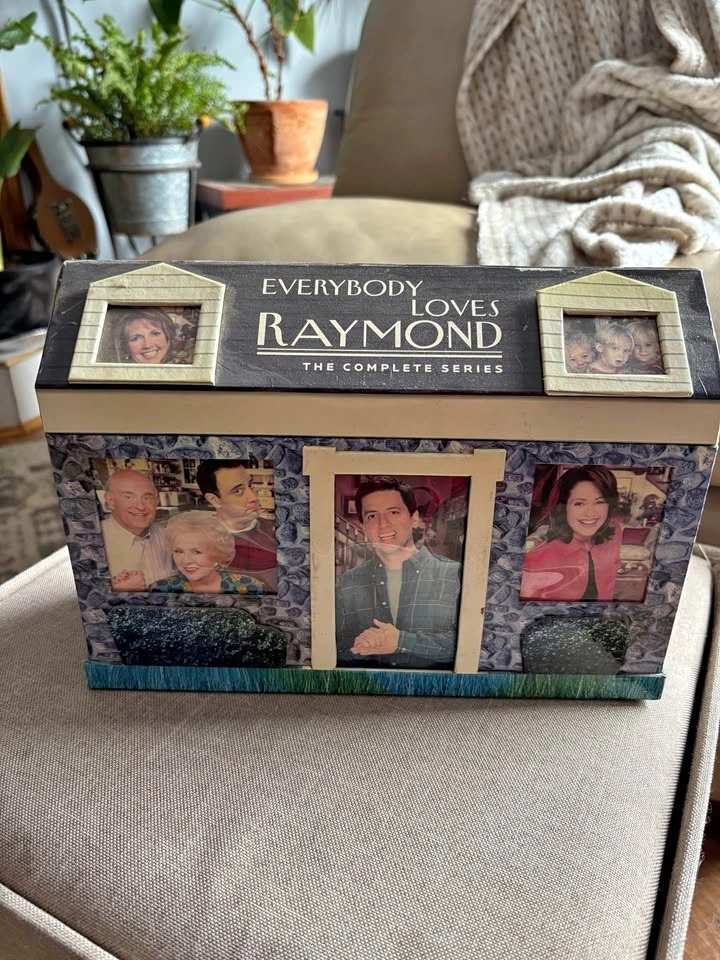 EVERYBODY
LOVES
RAYMOND
THE COMPLETE SERIES